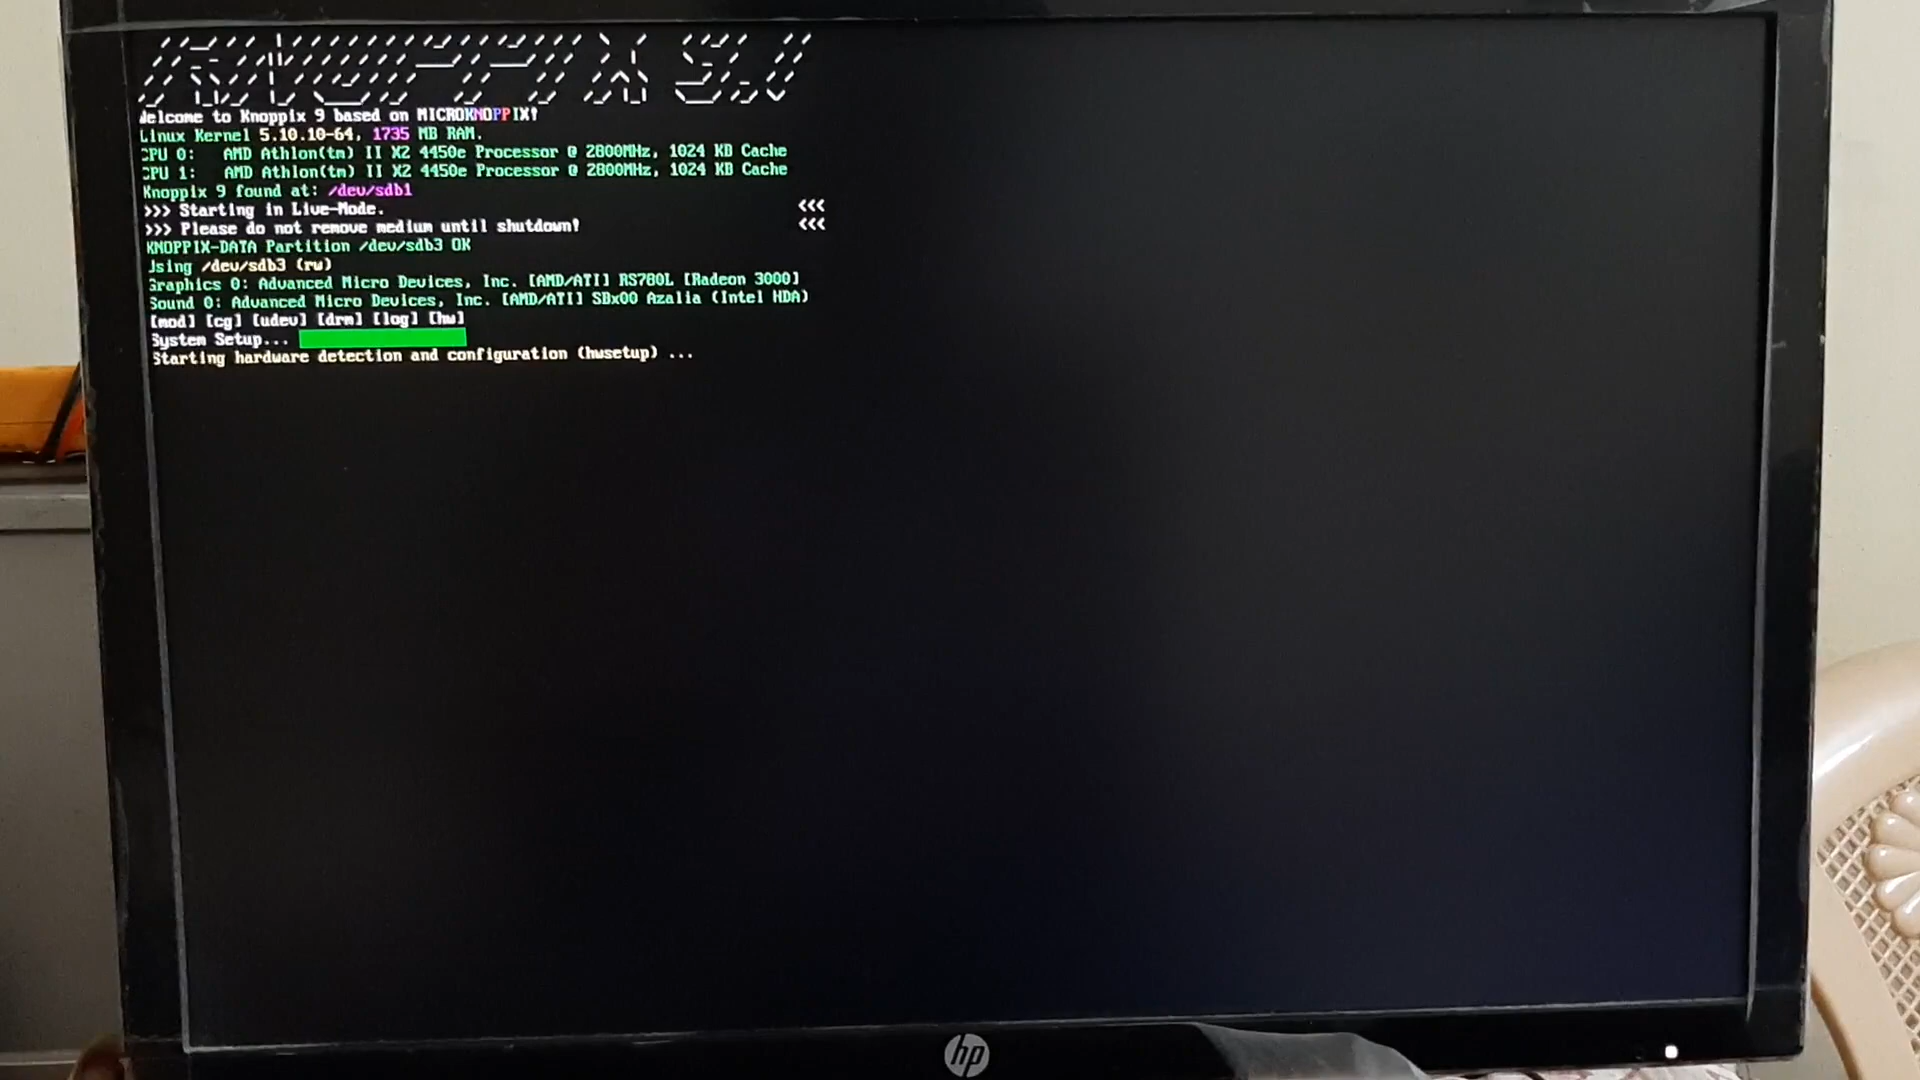 Welcome to Knoppix 9 based on MICROKNOPPIX!
Linux Kernel 5.10.10-64, 1735 MB RAM.
CPU 0: AMD Athlon(tm) II X2 4450e Processor @ 2800MHz, 1024 KB Cache
CPU 1: AMD Athlon(tm) II X2 4450e Processor @ 2800MHz, 1024 KB Cache
Knoppix 9 found at: /dev/sdb1
>>> Starting in Live-Mode. <<<
>>> Please do not remove medium until shutdown! <<<
KNOPPIX-DATA Partition /dev/sdb3 OK
Using /dev/sdb3 (rw)
Graphics 0: Advanced Micro Devices, Inc. [AMD/ATI] RS780L [Radeon 3000]
Sound 0: Advanced Micro Devices, Inc. [AMD/ATI] SBx00 Azalia (Intel HDA)
[mod] [cg] [udev] [drm] [log] [hw]
System Setup...
Starting hardware detection and configuration (hwsetup) ...
hp